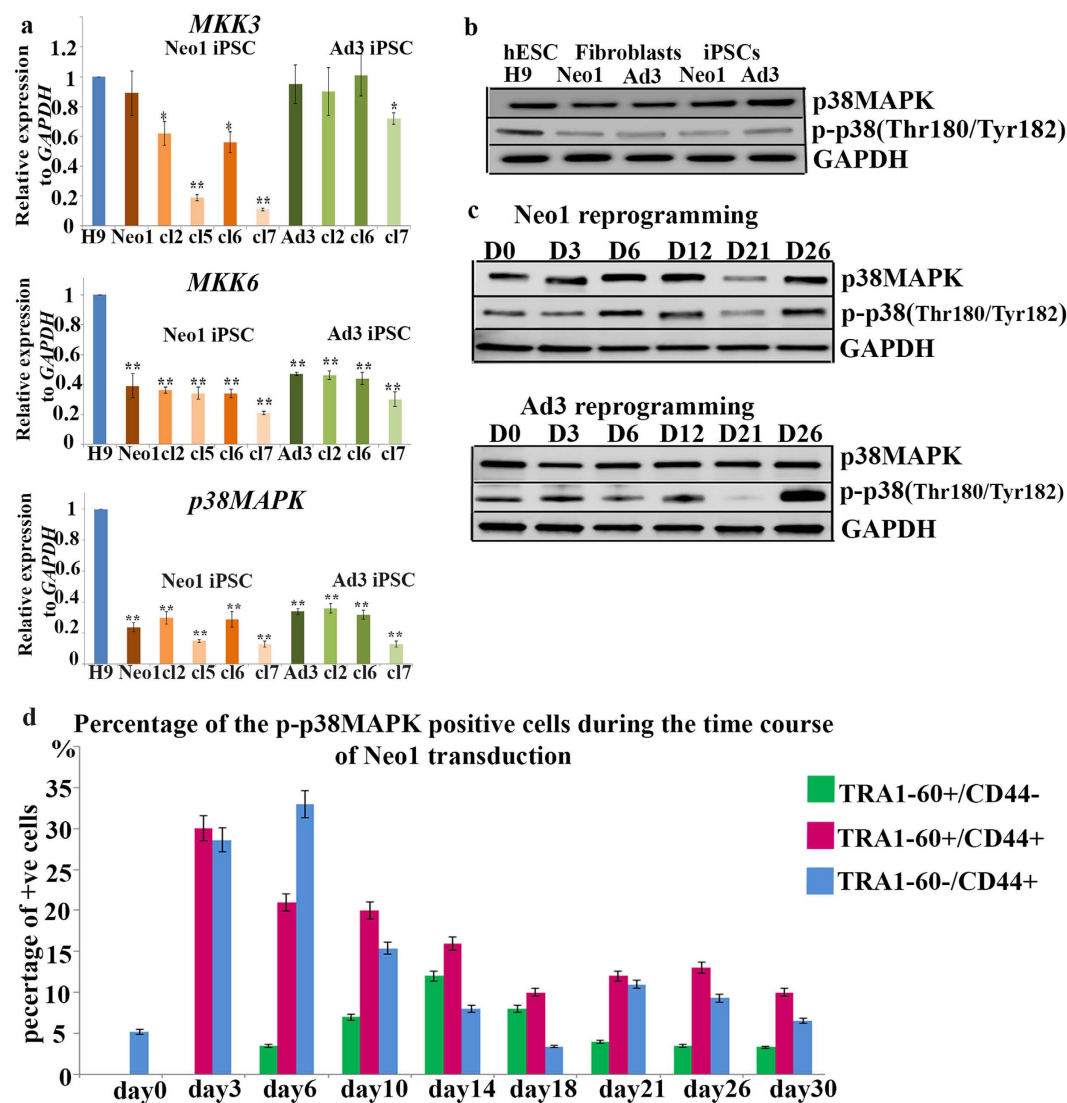 a
MKK3
Neo1 iPSC
Ad3 iPSC
Relative expression
to GAPDH
1.2
1
0.8
0.6
0.4
0.2
0
*
**
*
**
*
H9 Neo1 cl2 cl5 cl6 cl7 Ad3 cl2 cl6 cl7
MKK6
Neo1 iPSC
Ad3 iPSC
Relative expression
to GAPDH
1
0.8
0.6
0.4
0.2
0
** ** ** ** ** ** ** ** **
H9 Neo1 cl2 cl5 cl6 cl7 Ad3 cl2 cl6 cl7
p38MAPK
Neo1 iPSC
Ad3 iPSC
Relative expression
to GAPDH
1
0.8
0.6
0.4
0.2
0
** ** ** ** ** ** ** ** **
H9 Neo1 cl2 cl5 cl6 cl7 Ad3 cl2 cl6 cl7
b
hESC Fibroblasts iPSCs
H9 Neo1 Ad3 Neo1 Ad3
p38MAPK
p-p38(Thr180/Tyr182)
GAPDH
c
Neo1 reprogramming
D0 D3 D6 D12 D21 D26
p38MAPK
p-p38(Thr180/Tyr182)
GAPDH
Ad3 reprogramming
D0 D3 D6 D12 D21 D26
p38MAPK
p-p38(Thr180/Tyr182)
GAPDH
d
Percentage of the p-p38MAPK positive cells during the time course
of Neo1 transduction
%
pecertage of +ve cells
35
30
25
20
15
10
5
0
day0 day3 day6 day10 day14 day18 day21 day26 day30
TRA1-60+/CD44-
TRA1-60+/CD44+
TRA1-60-/CD44+